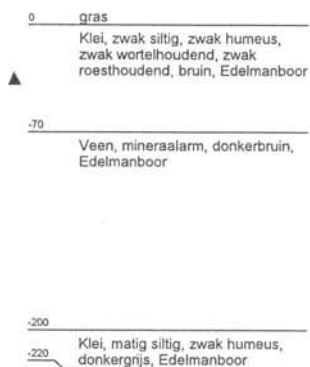 0 gras
Klei, zwak siltig, zwak humeus,
zwak wortelhoudend, zwak
roesthoudend, bruin, Edelmanboor
-70
Veen, mineraalarm, donkerbruin,
Edelmanboor
-200
Klei, matig siltig, zwak humeus,
-220 donkergrijs, Edelmanboor